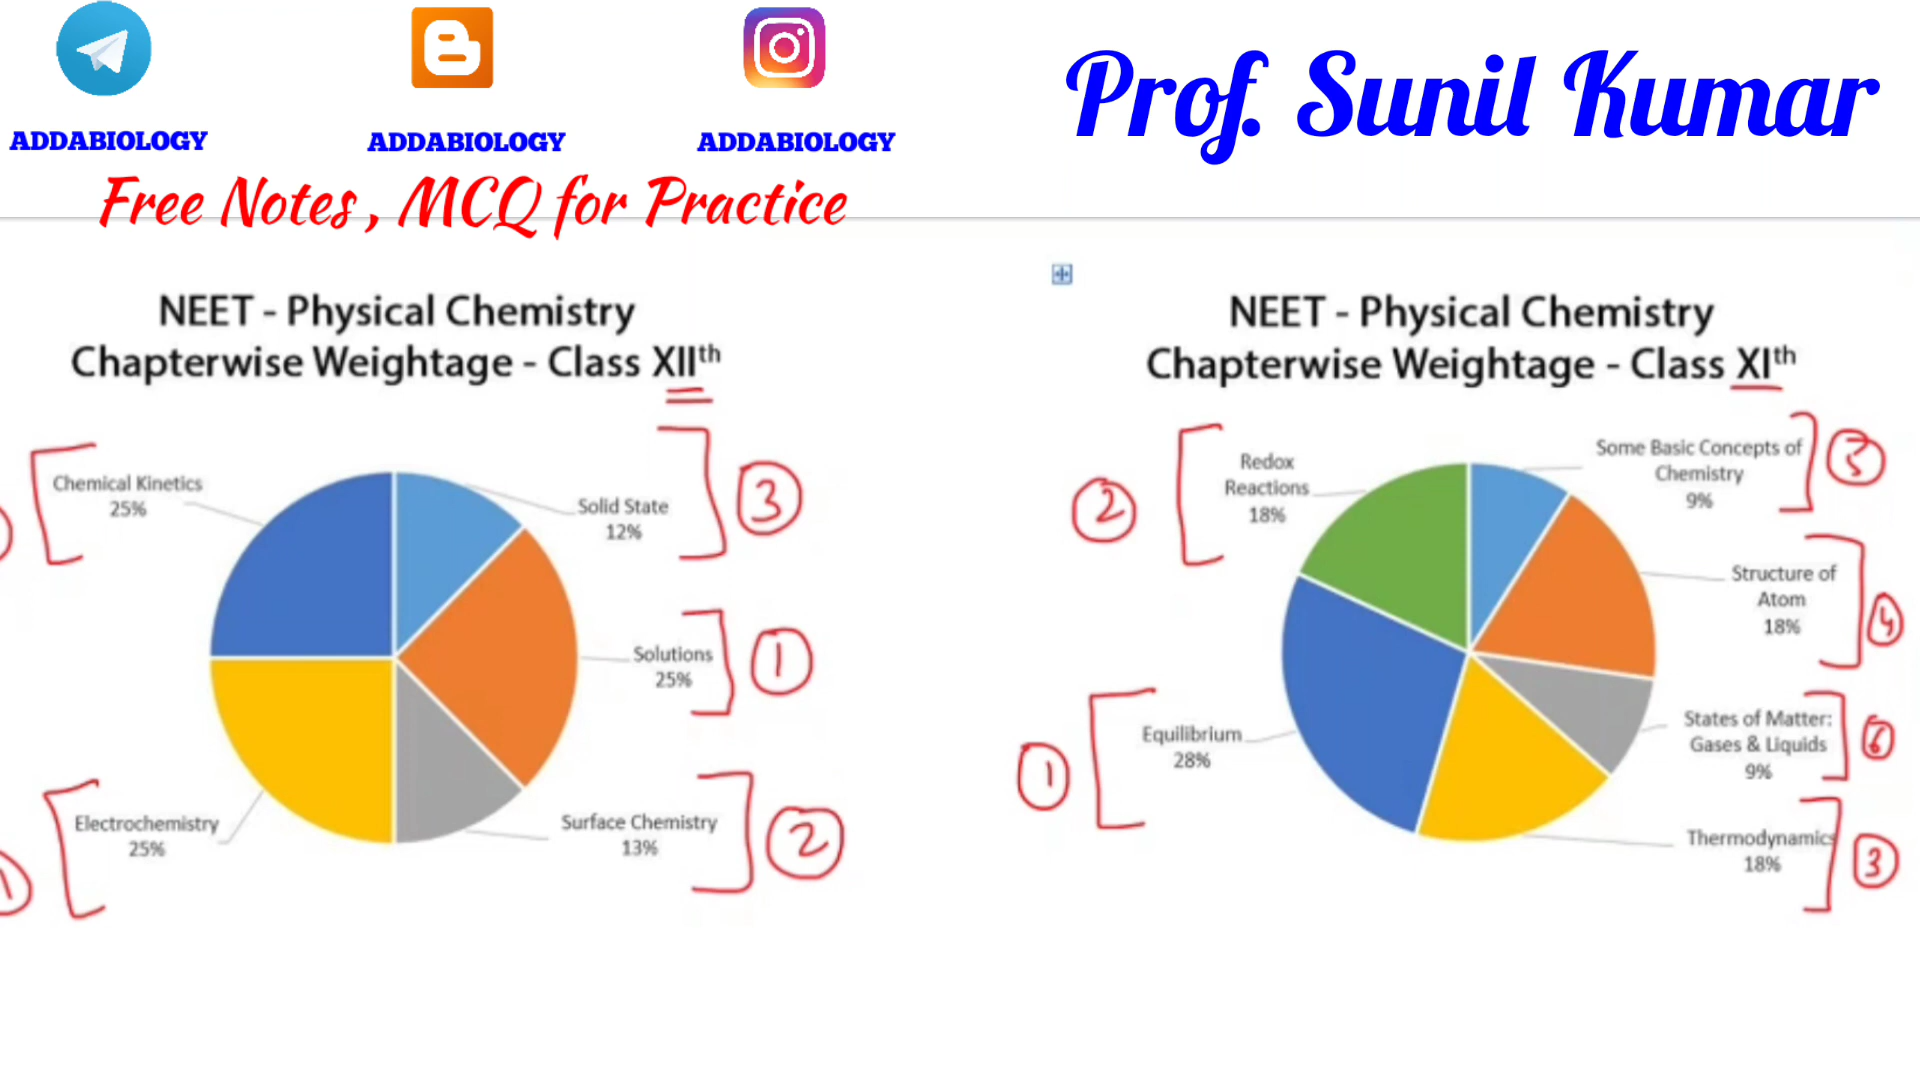 ADDABIOLOGY
ADDABIOLOGY
ADDABIOLOGY
Prof. Sunil Kumar
Free Notes, MCQ for Practice
NEET - Physical Chemistry
Chapterwise Weightage - Class XIIth
Chemical Kinetics
25%
Solid State
12%
3
Solutions
25%
1
Electrochemistry
25%
1
Surface Chemistry
13%
2
NEET - Physical Chemistry
Chapterwise Weightage - Class XIth
2
Redox
Reactions
18%
Some Basic Concepts of
Chemistry
9%
5
Structure of
Atom
18%
4
1
Equilibrium
28%
States of Matter:
Gases & Liquids
9%
6
Thermodynamics
18%
3